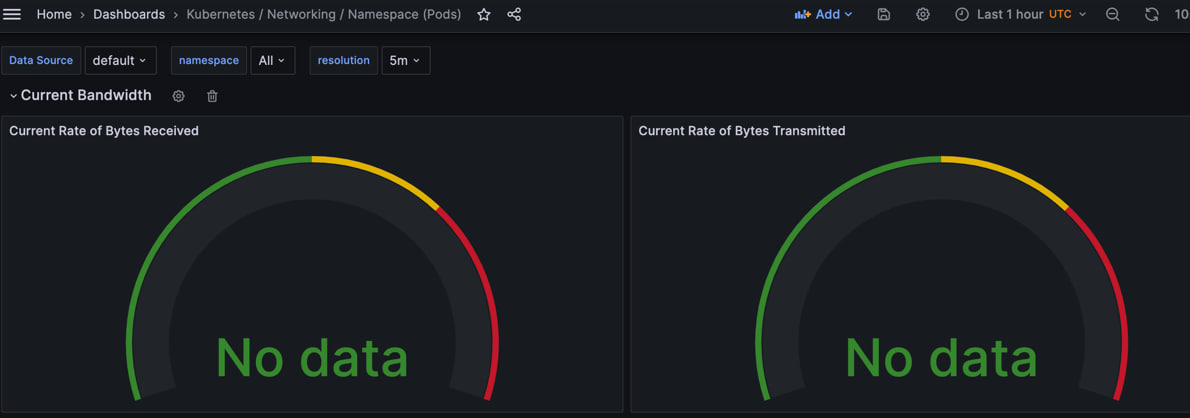 Home > Dashboards > Kubernetes / Networking / Namespace (Pods) Add Last 1 hour UTC 10
Data Source default namespace All resolution 5m
Current Bandwidth
Current Rate of Bytes Received
No data
Current Rate of Bytes Transmitted
No data